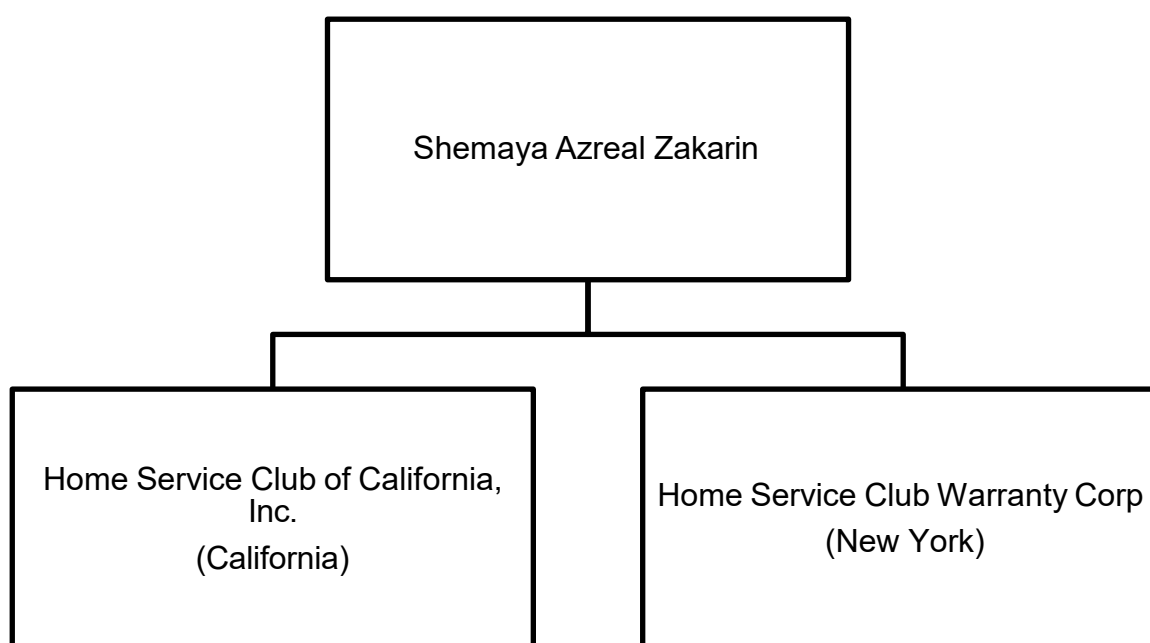 Shemaya Azreal Zakarin
Home Service Club of California,
Inc.
(California)
Home Service Club Warranty Corp
(New York)